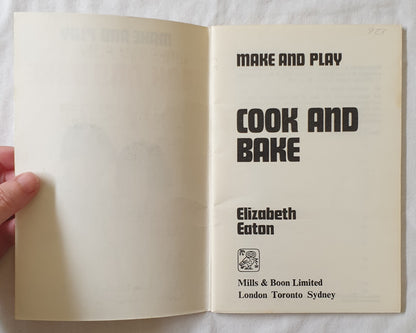 MAKE AND PLAY
COOK AND
BAKE
Elizabeth
Eaton
Mills & Boon Limited
London Toronto Sydney